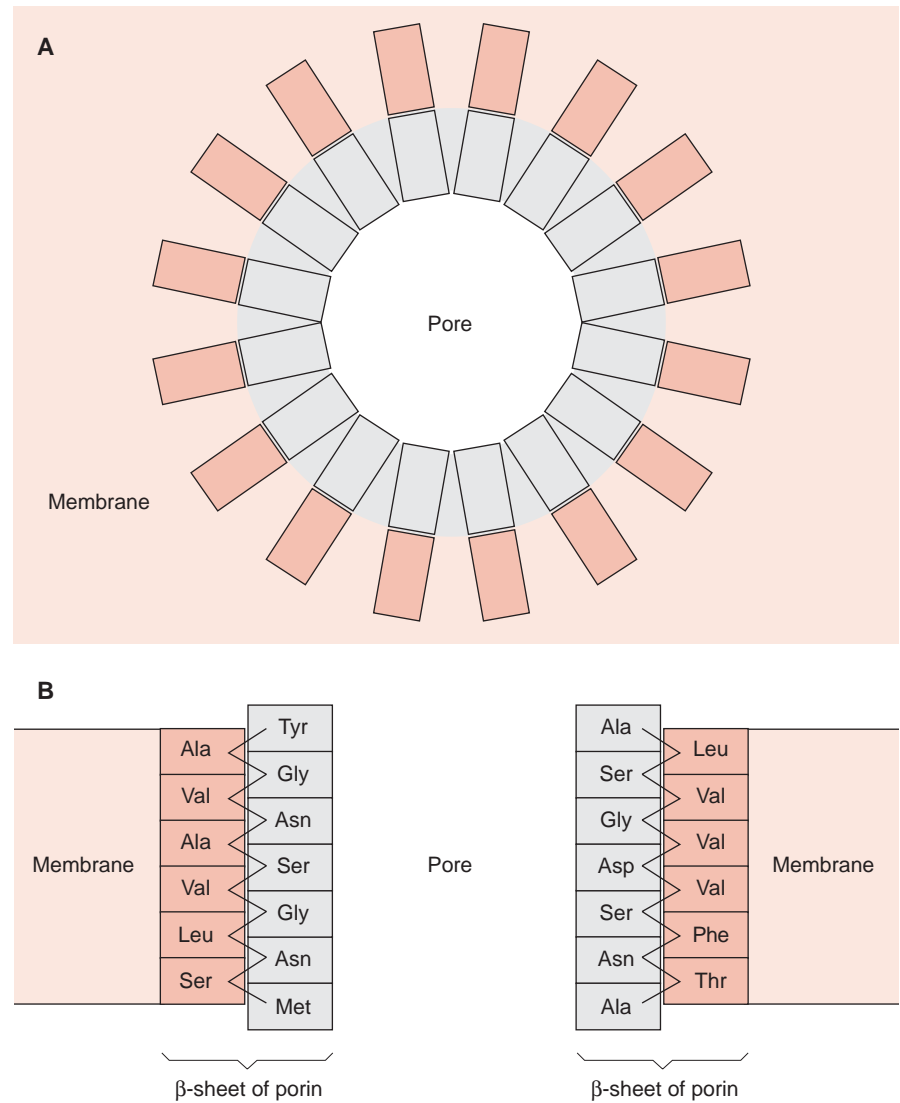 A
Pore
Membrane
B
Tyr
Ala
Gly
Val
Asn
Ala
Ser
Val
Gly
Leu
Asn
Ser
Met
Membrane
Pore
Ala
Leu
Ser
Val
Gly
Val
Asp
Val
Ser
Phe
Asn
Thr
Ala
Membrane
β-sheet of porin
β-sheet of porin